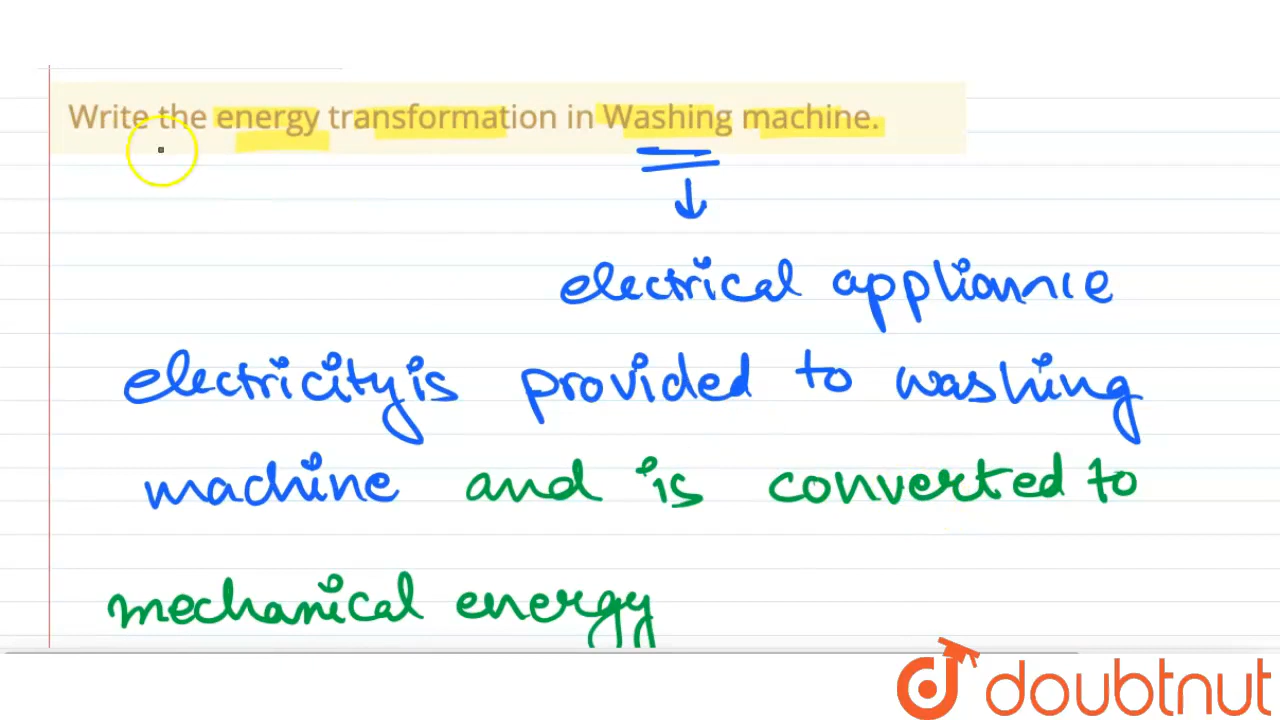 Write the energy transformation in Washing machine.
electrical appliance
electricity is provided to washing
machine and is converted to
mechanical energy
doubtnut